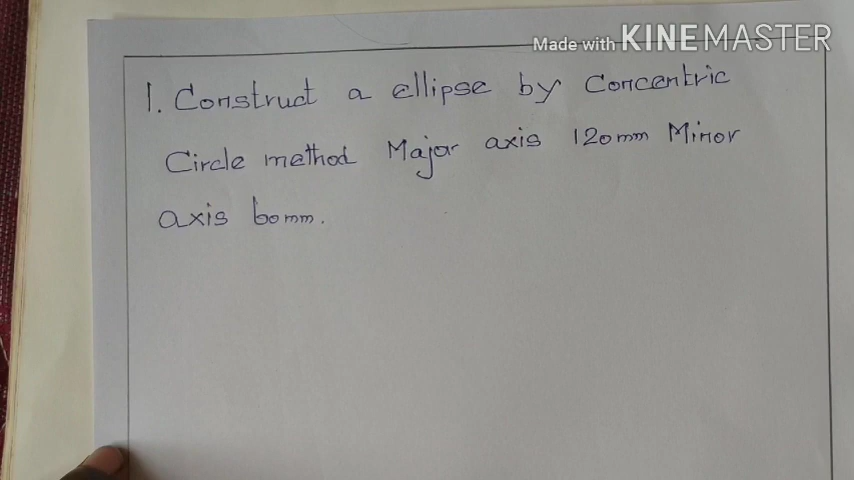 Made with KINEMASTER
1. Construct a ellipse by Concentric
Circle method Major axis 120mm Minor
axis 60mm.